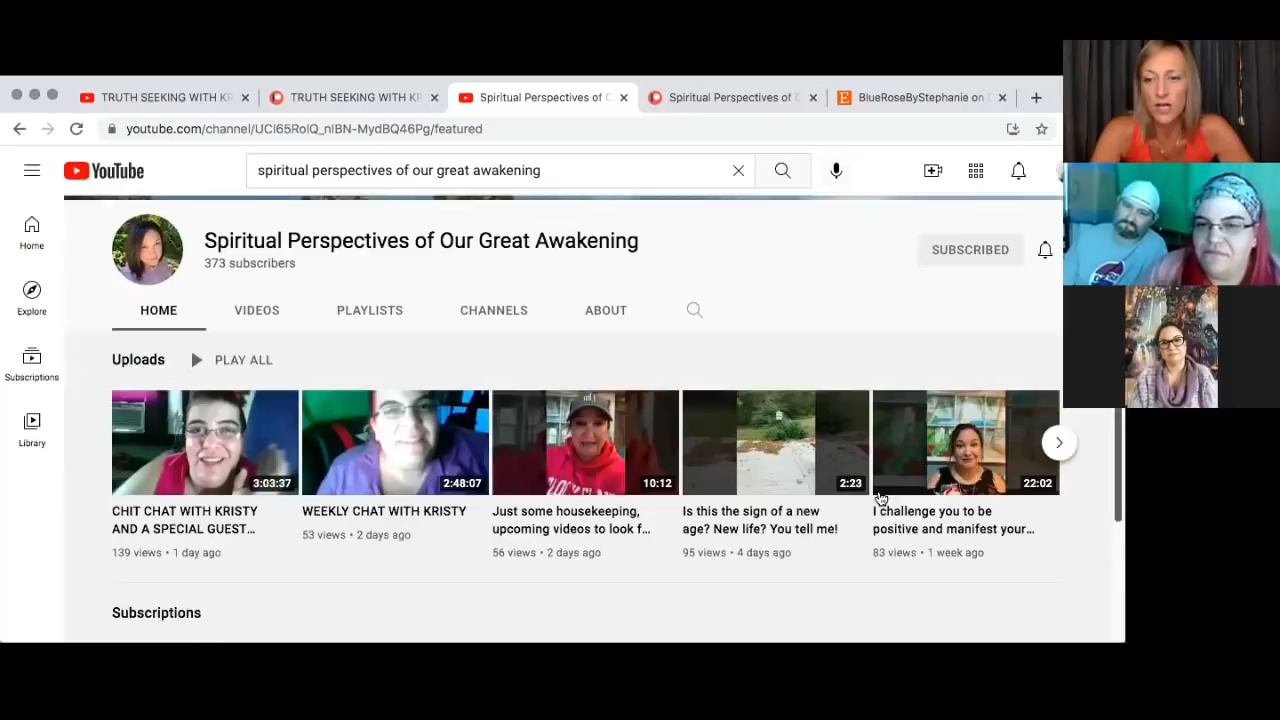 TRUTH SEEKING WITH KR
TRUTH SEEKING WITH KR
Spiritual Perspectives of O
Spiritual Perspectives of O
BlueRoseByStephanie on E
youtube.com/channel/UCl65RolQ_nIBN-MydBQ46Pg/featured
YouTube
spiritual perspectives of our great awakening
Home
Explore
Subscriptions
Library
Spiritual Perspectives of Our Great Awakening
373 subscribers
SUBSCRIBED
HOME VIDEOS PLAYLISTS CHANNELS ABOUT
Uploads PLAY ALL
3:03:37
2:48:07
10:12
2:23
22:02
CHIT CHAT WITH KRISTY
AND A SPECIAL GUEST...
139 views • 1 day ago
WEEKLY CHAT WITH KRISTY
53 views • 2 days ago
Just some housekeeping,
upcoming videos to look f...
56 views • 2 days ago
Is this the sign of a new
age? New life? You tell me!
95 views • 4 days ago
I challenge you to be
positive and manifest your...
83 views • 1 week ago
Subscriptions